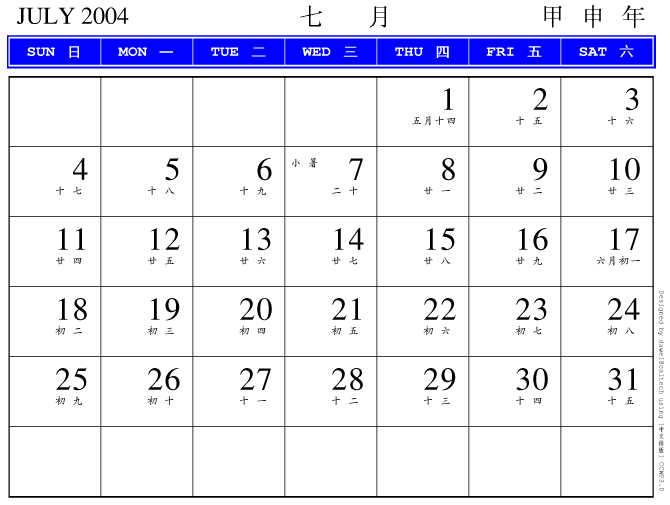 JULY 2004 七 月 甲 申 年
SUN 日 MON 一 TUE 二 WED 三 THU 四 FRI 五 SAT 六
1 2 3
五月十四 十 五 十 六
4 5 6 小 暑 7 8 9 10
十 七 十 八 十 九 二 十 廿 一 廿 二 廿 三
11 12 13 14 15 16 17
廿 四 廿 五 廿 六 廿 七 廿 八 廿 九 六月初一
18 19 20 21 22 23 24
初 二 初 三 初 四 初 五 初 六 初 七 初 八
25 26 27 28 29 30 31
初 九 初 十 十 一 十 二 十 三 十 四 十 五
Designed by dawei@caltech using